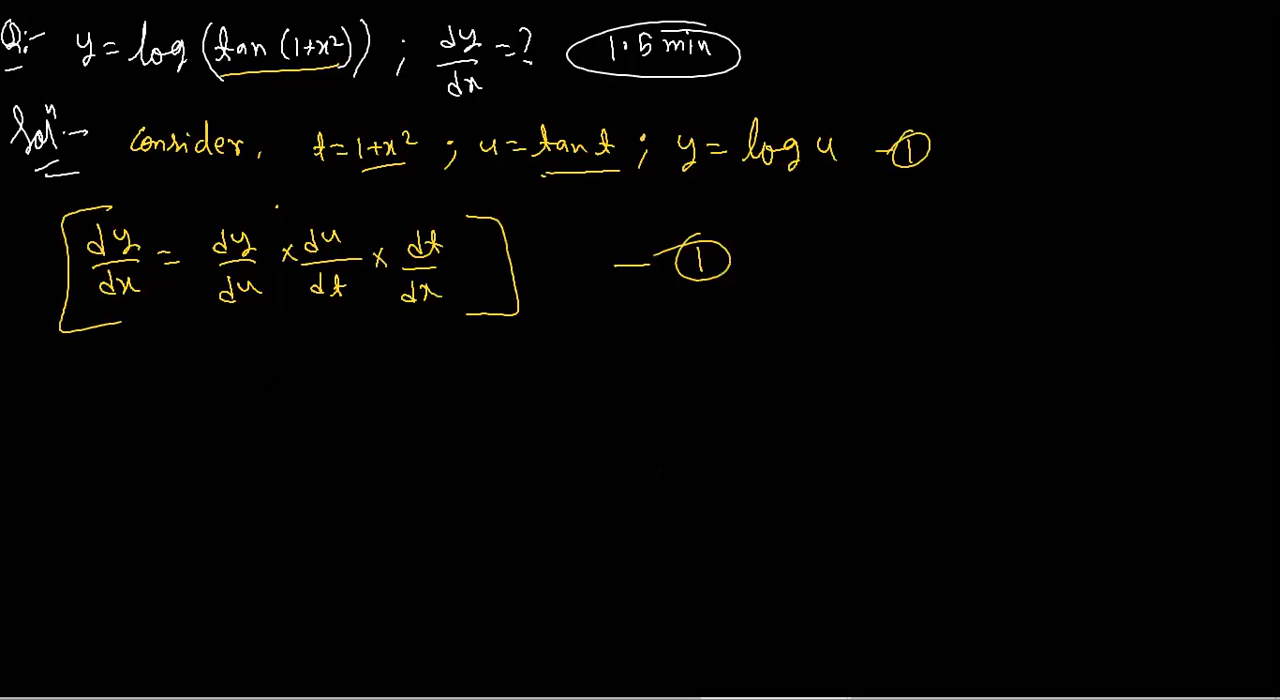 Q:- y = log (tan (1+x²)) ; dy/dx = ? 1.5 min
Solⁿ:- Consider, t = 1+x² ; u = tan t ; y = log u — ①
[dy/dx = dy/du × du/dt × dt/dx] — ①